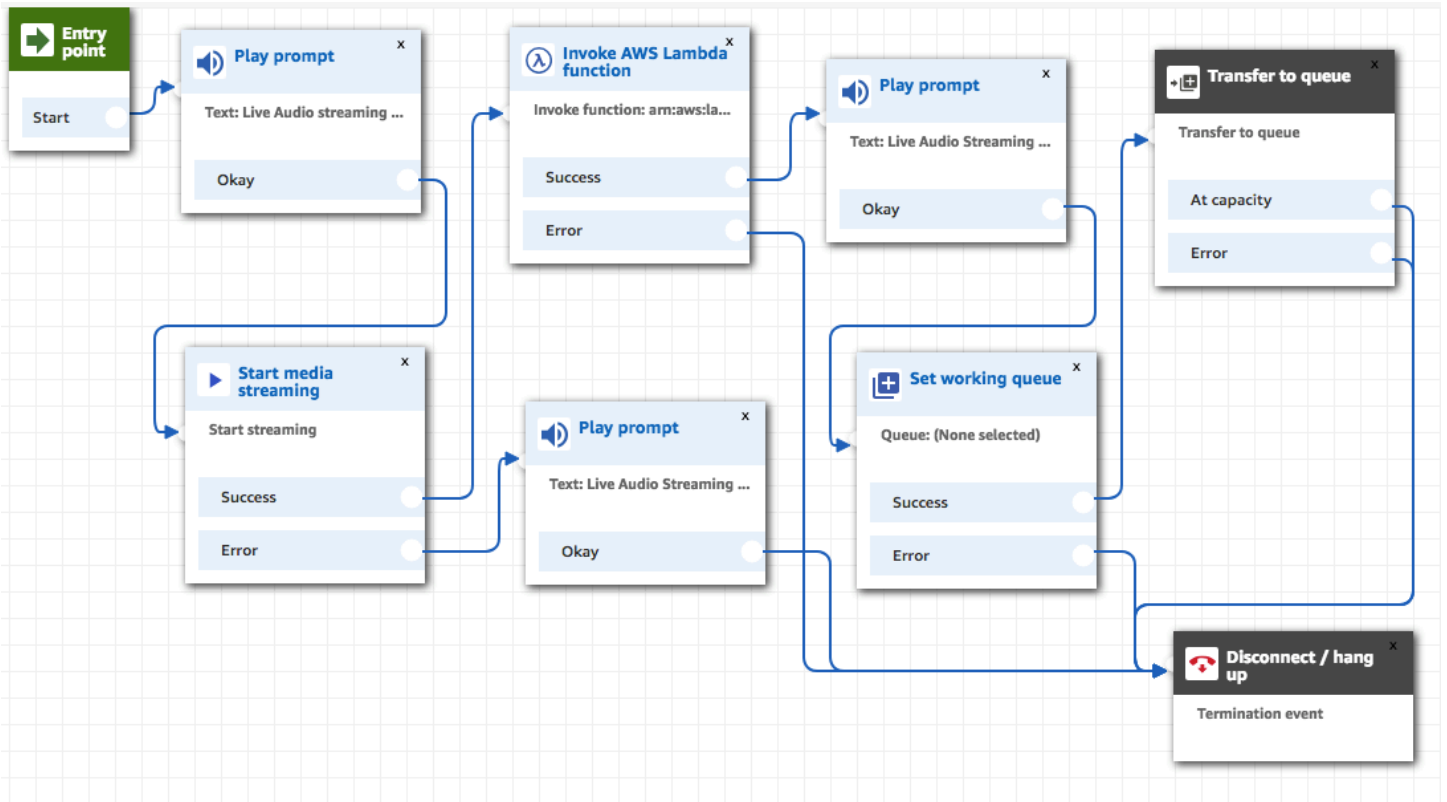 Entry
point
Start
x
Play prompt
Text: Live Audio streaming ...
Okay
x
Invoke AWS Lambda
function
Invoke function: arn:aws:la...
Success
Error
x
Play prompt
Text: Live Audio Streaming ...
Okay
x
Transfer to queue
Transfer to queue
At capacity
Error
x
Start media
streaming
Start streaming
Success
Error
x
Play prompt
Text: Live Audio Streaming ...
Okay
x
Set working queue
Queue: (None selected)
Success
Error
x
Disconnect / hang
up
Termination event